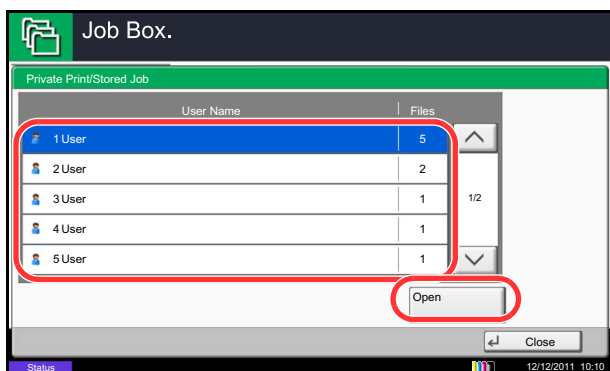 Job Box.
Private Print/Stored Job
User Name Files
1 User 5
2 User 2
3 User 1
1/2
4 User 1
5 User 1
Open
Close
Status 12/12/2011 10:10